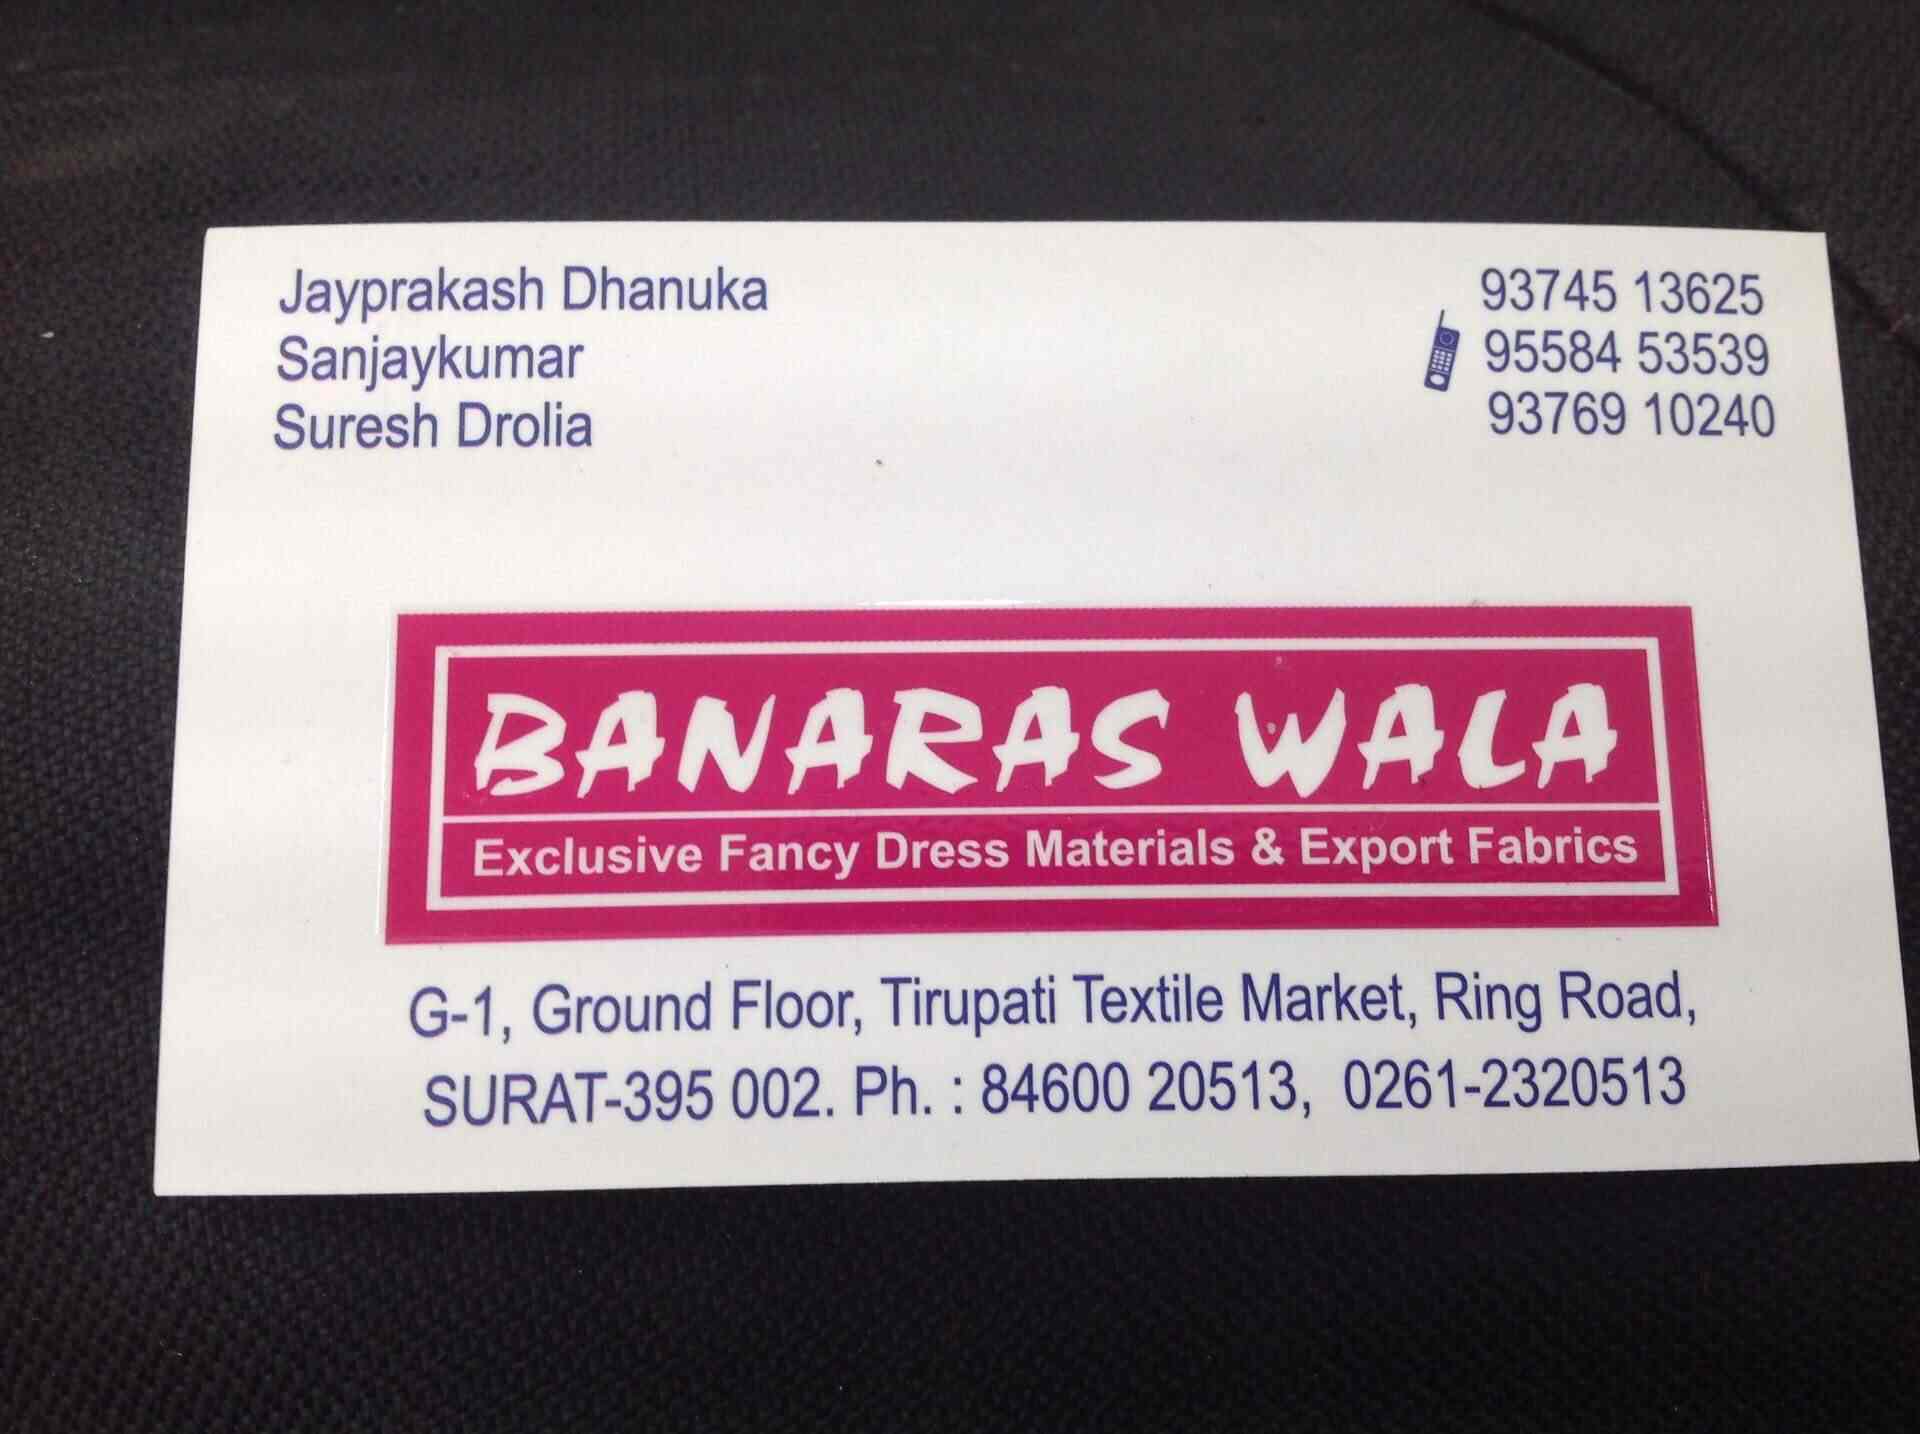 Jayprakash Dhanuka 93745 13625
Sanjaykumar 95584 53539
Suresh Drolia 93769 10240
BANARAS WALA
Exclusive Fancy Dress Materials & Export Fabrics
G-1, Ground Floor, Tirupati Textile Market, Ring Road,
SURAT-395 002. Ph. : 84600 20513, 0261-2320513